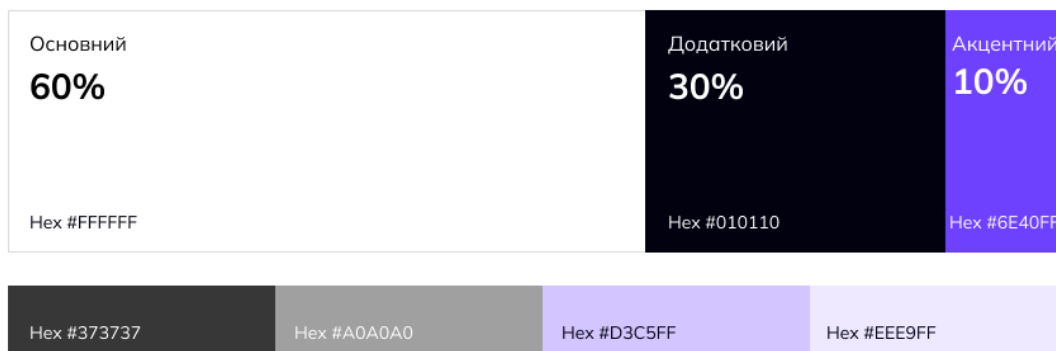 Основний
60%
Hex #FFFFFF
Додатковий
30%
Hex #010110
Акцентний
10%
Hex #6E40FF
Hex #373737
Hex #A0A0A0
Hex #D3C5FF
Hex #EEE9FF